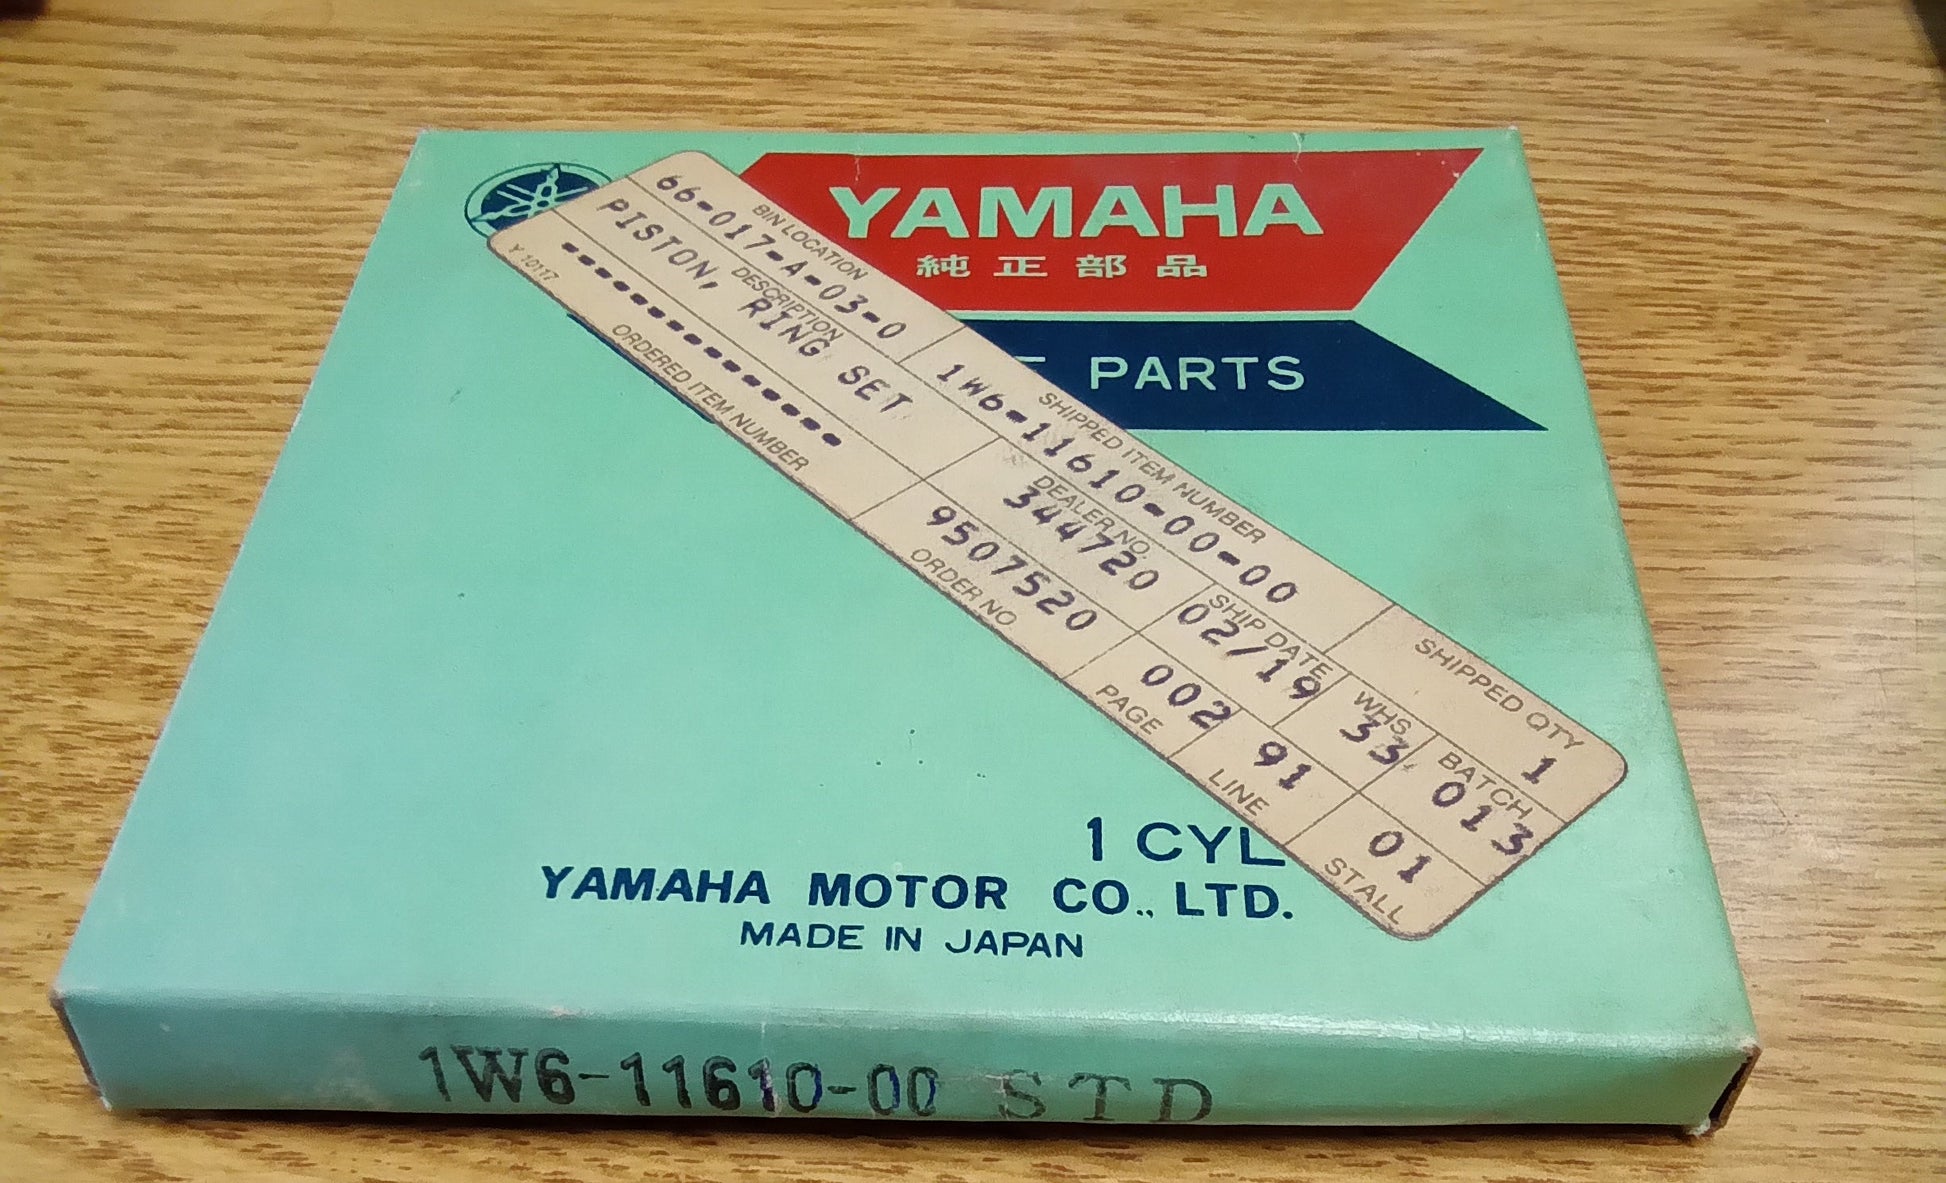 YAMAHA
純正部品
PARTS
66-017-A-03-0
BIN LOCATION
1W6-11610-00-00
SHIPPED ITEM NUMBER
SHIPPED QTY
1
PISTON, RING SET
DESCRIPTION
DEALER NO.
344720
SHIP DATE
02/19
WHS.
33
BATCH
013
----------------
Y-10117
ORDERED ITEM NUMBER
9507520
ORDER NO.
002
PAGE
91
LINE
01
STALL
1 CYL
YAMAHA MOTOR CO., LTD.
MADE IN JAPAN
1W6-11610-00 STD